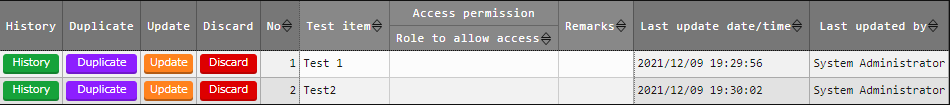 History Duplicate Update Discard No Test item Access permission Remarks Last update date/time Last updated by
Role to allow access
History Duplicate Update Discard 1 Test 1 2021/12/09 19:29:56 System Administrator
History Duplicate Update Discard 2 Test2 2021/12/09 19:30:02 System Administrator